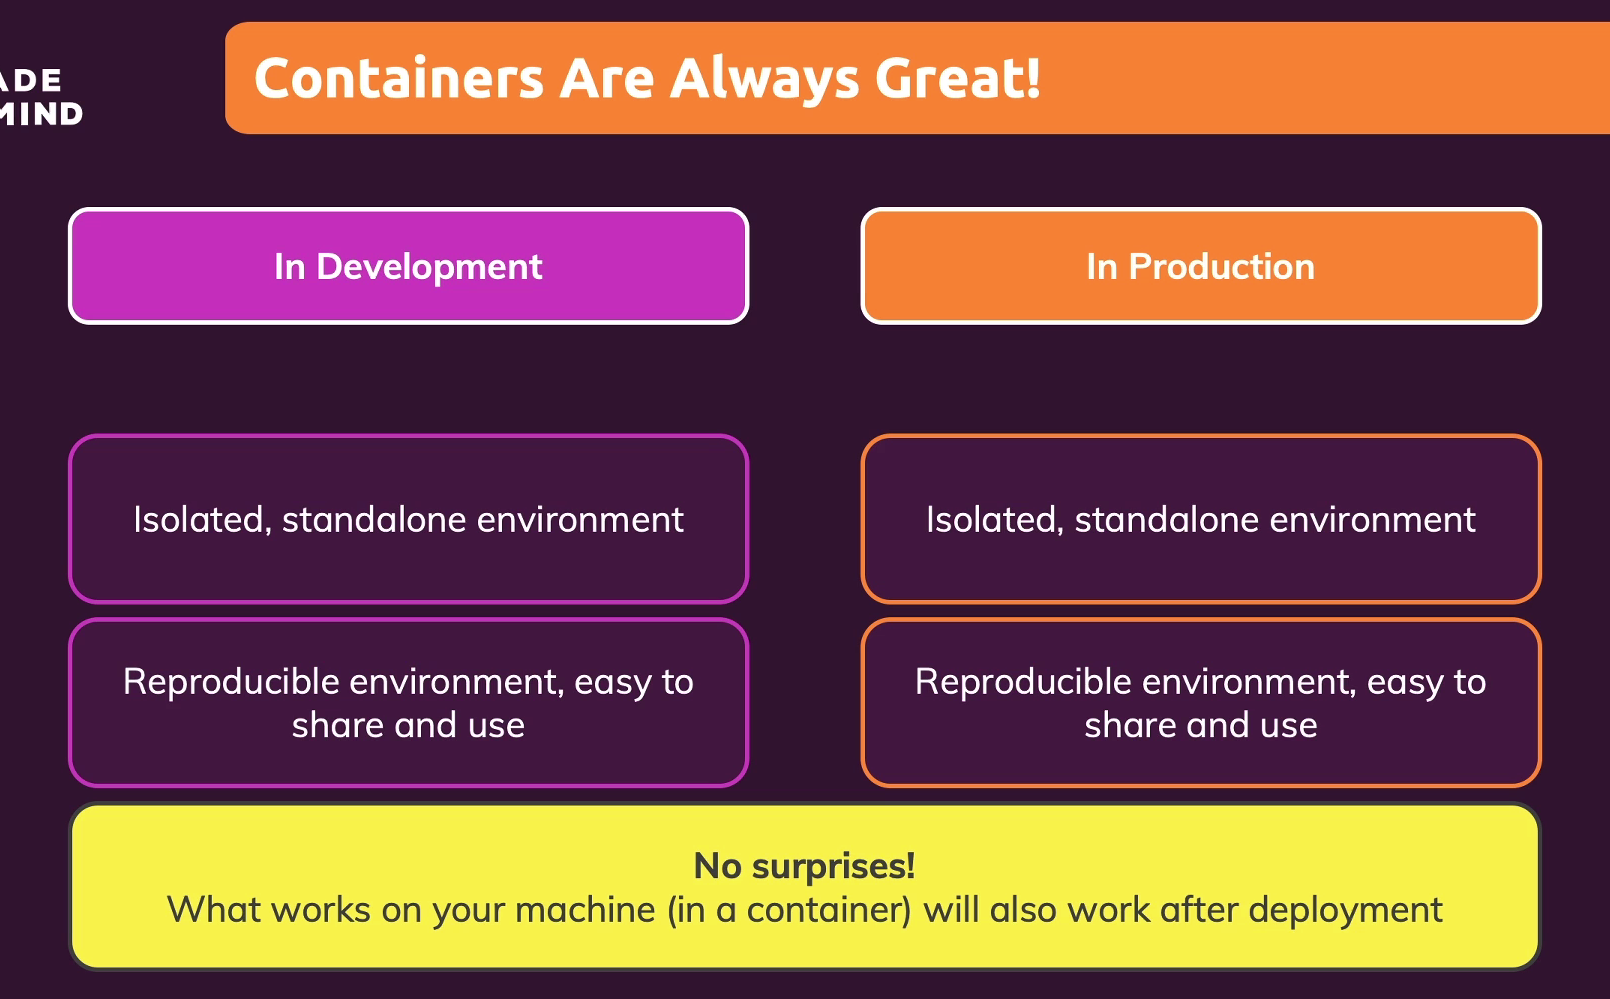 ADE
MIND
Containers Are Always Great!
In Development
In Production
Isolated, standalone environment
Isolated, standalone environment
Reproducible environment, easy to
share and use
Reproducible environment, easy to
share and use
No surprises!
What works on your machine (in a container) will also work after deployment